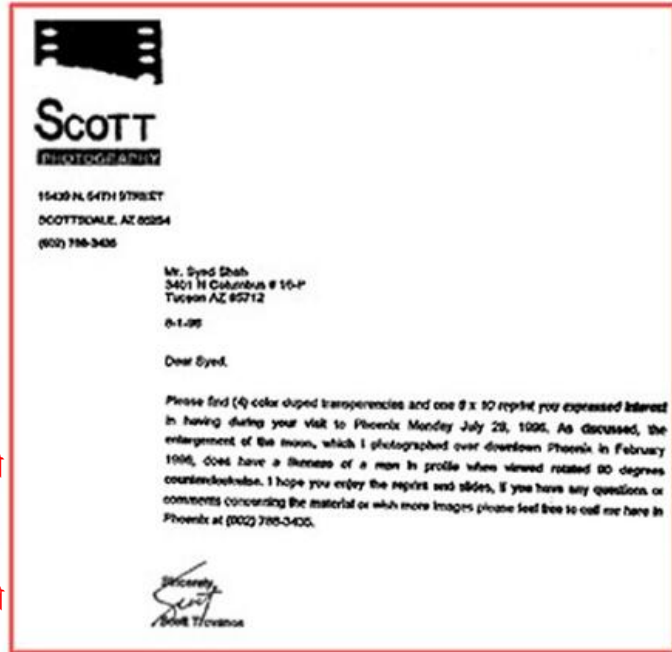 SCOTT
PHOTOGRAPHY
N. 54TH STREET
SCOTTSDALE, AZ 85254
(602) 788-3435
Mr. Syed Shah
3401 N Columbus # 16-P
Tucson AZ 85712
8-1-96
Dear Syed,
Please find (4) color duped transparencies and one 8 x 10 reprint you expressed interest
in having during your visit to Phoenix Monday July 29, 1996. As discussed, the
enlargement of the moon, which I photographed over downtown Phoenix in February
1996, does have a likeness of a man in profile when viewed rotated 90 degrees
counterclockwise. I hope you enjoy the reprint and slides, if you have any questions or
comments concerning the material or wish more images please feel free to call me here in
Phoenix at (602) 788-3435.
Sincerely,
Scott
Scott